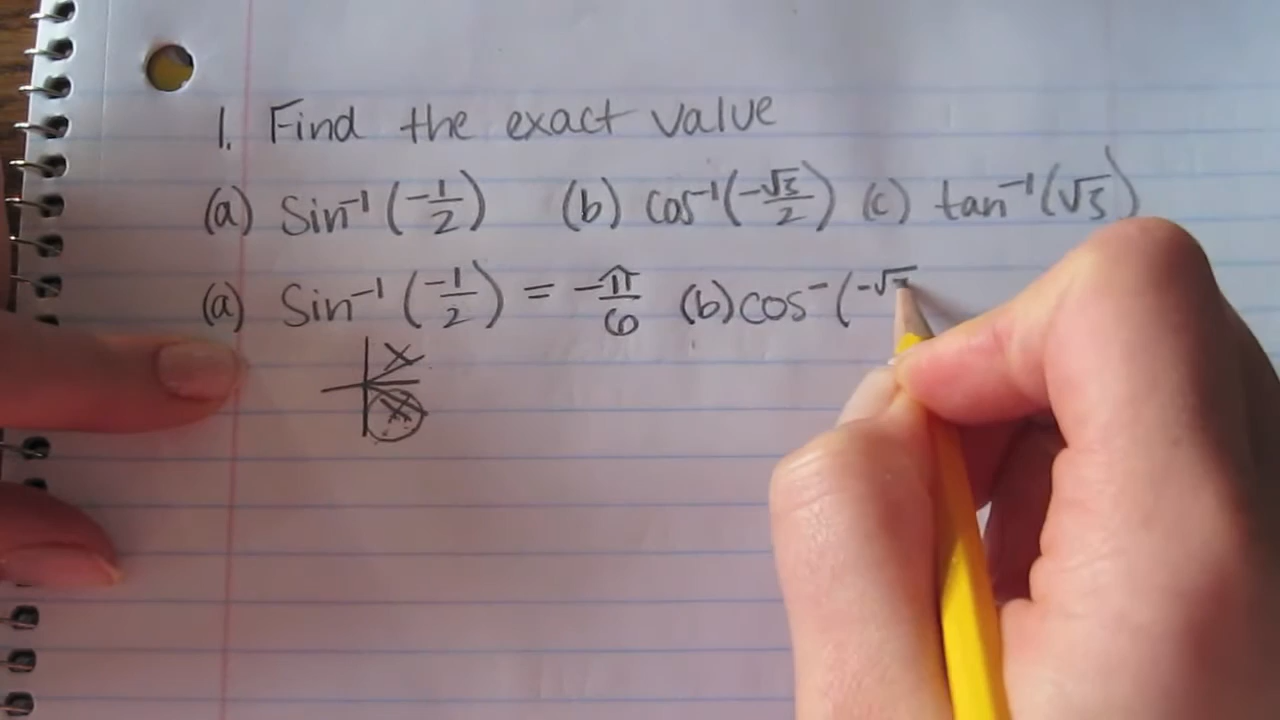 1. Find the exact value
(a) Sin⁻¹(-1/2) (b) cos⁻¹(-√3/2) (c) tan⁻¹(√3)
(a) Sin⁻¹(-1/2) = -π/6 (b) cos⁻(-√3